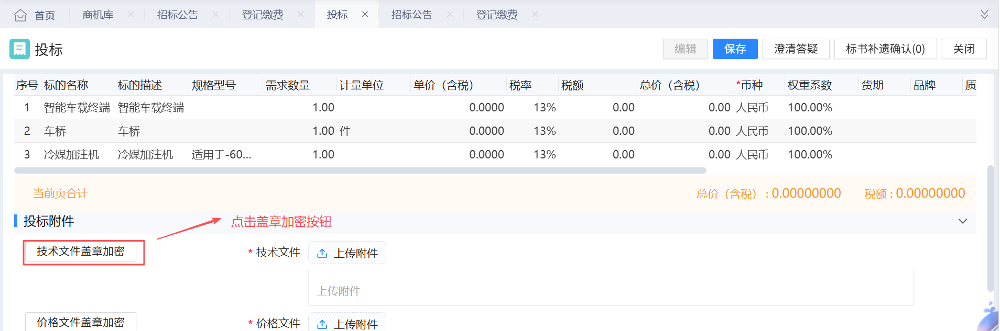 首页 商机库 招标公告 登记缴费 投标 招标公告 登记缴费
投标 编辑 保存 澄清答疑 标书补遗确认(0) 关闭
序号 标的名称 标的描述 规格型号 需求数量 计量单位 单价（含税） 税率 税额 总价（含税） *币种 权重系数 货期 品牌 质
1 智能车载终端 智能车载终端 1.00 0.0000 13% 0.00 0.00 人民币 100.00%
2 车桥 车桥 1.00 件 0.0000 13% 0.00 0.00 人民币 100.00%
3 冷媒加注机 冷媒加注机 适用于-60... 1.00 0.0000 13% 0.00 0.00 人民币 100.00%
当前页合计 总价（含税）: 0.00000000 税额 : 0.00000000
投标附件 点击盖章加密按钮
技术文件盖章加密 * 技术文件 上传附件
上传附件
价格文件盖章加密 * 价格文件 上传附件